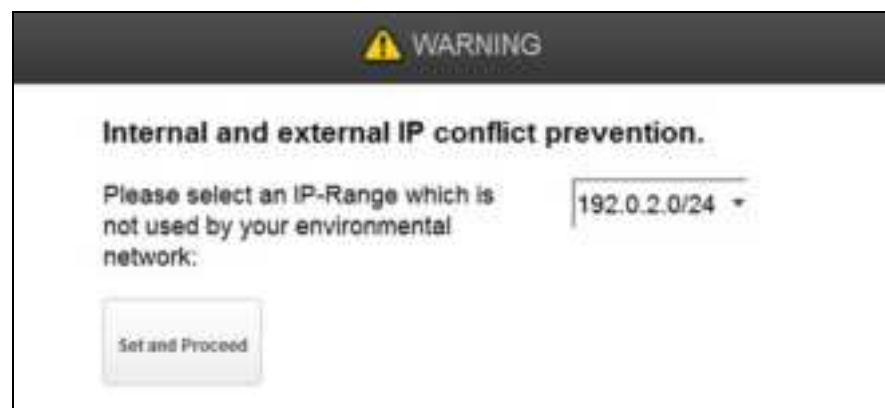 WARNING
Internal and external IP conflict prevention.
Please select an IP-Range which is
not used by your environmental
network:
192.0.2.0/24
Set and Proceed